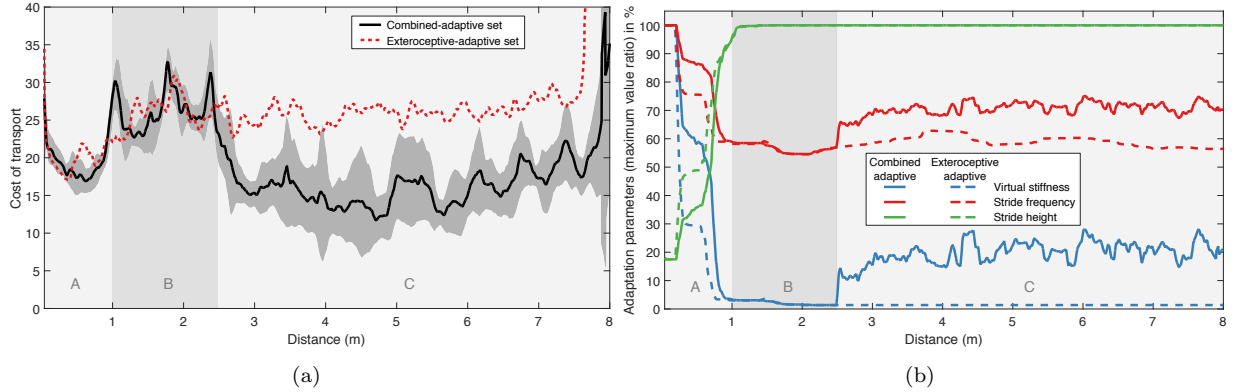 40
35
30
25
20
15
10
5
0
Cost of transport
Combined-adaptive set
Exteroceptive-adaptive set
A
B
C
1
2
3
4
5
6
7
8
Distance (m)
(a)
100
90
80
70
60
50
40
30
20
10
0
Adaptation parameters (maximum value ratio) in %
Combined Exteroceptive
adaptive adaptive
Virtual stiffness
Stride frequency
Stride height
A
B
C
1
2
3
4
5
6
7
8
Distance (m)
(b)